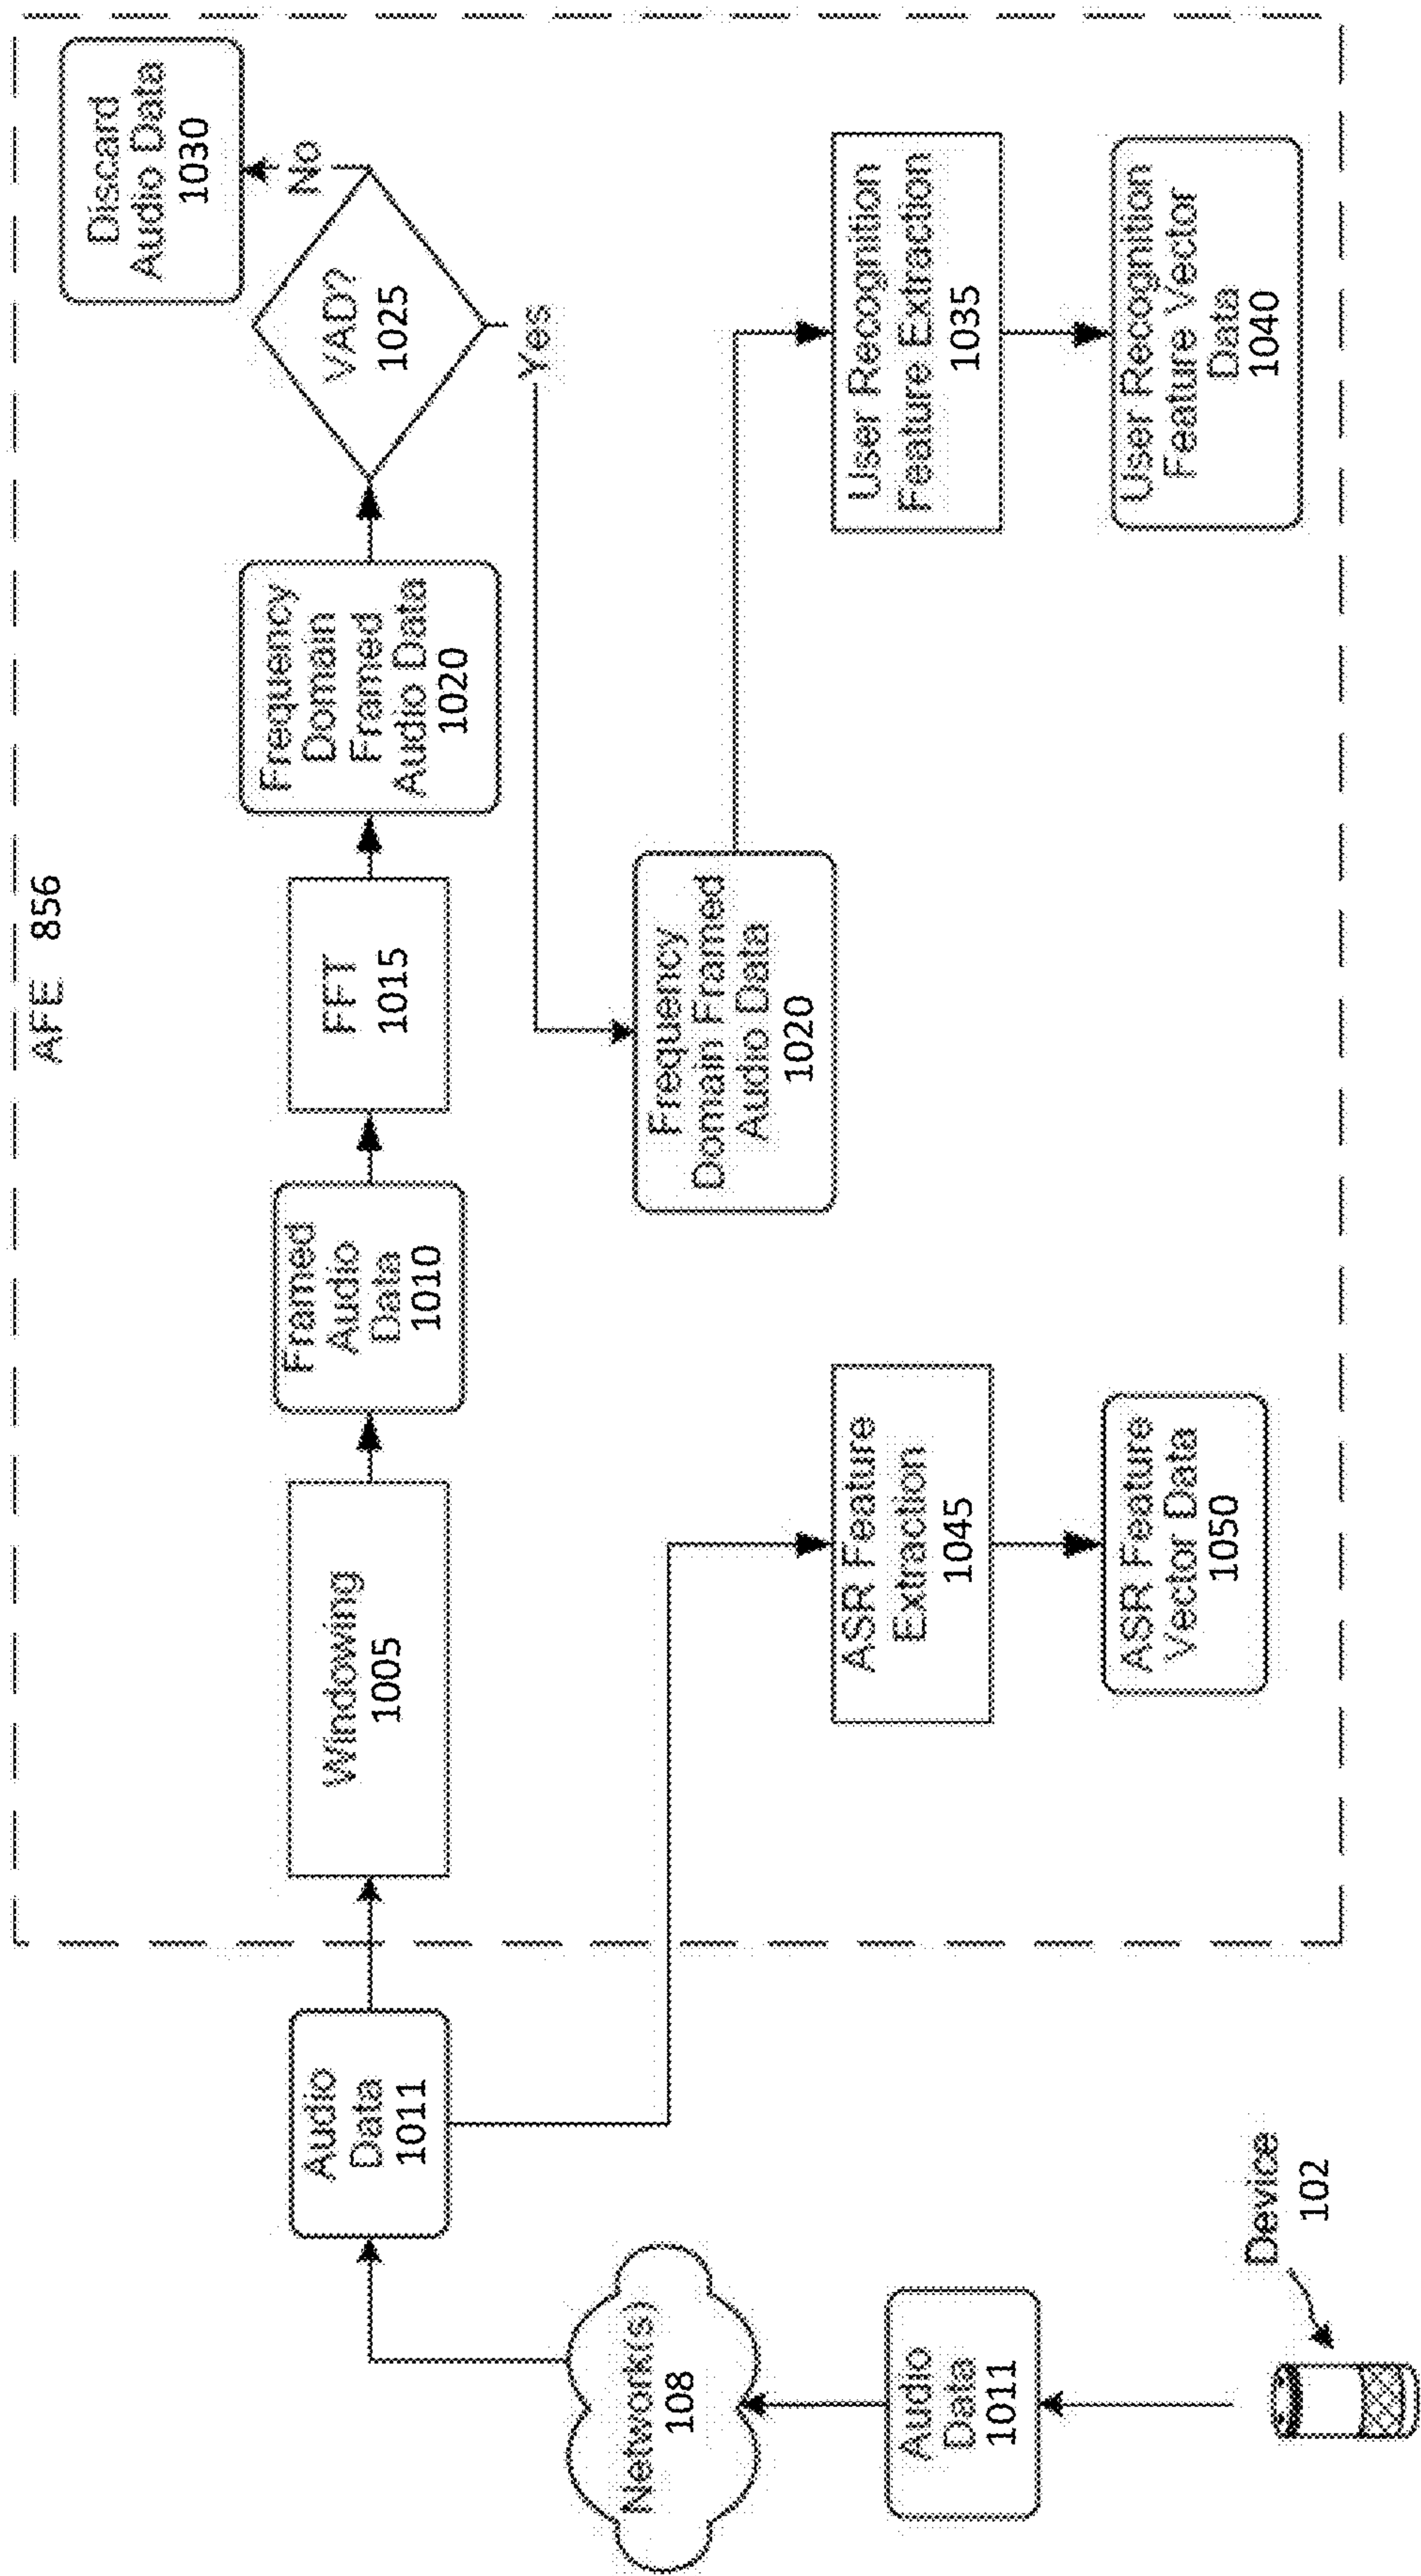 AFE 856
Device
102
Audio
Data
1011
Network(s)
108
Audio
Data
1011
Windowing
1005
Framed
Audio
Data
1010
FFT
1015
Frequency
Domain
Framed
Audio Data
1020
VAD?
1025
No
Discard
Audio Data
1030
Yes
Frequency
Domain Framed
Audio Data
1020
User Recognition
Feature Extraction
1035
User Recognition
Feature Vector
Data
1040
ASR Feature
Extraction
1045
ASR Feature
Vector Data
1050